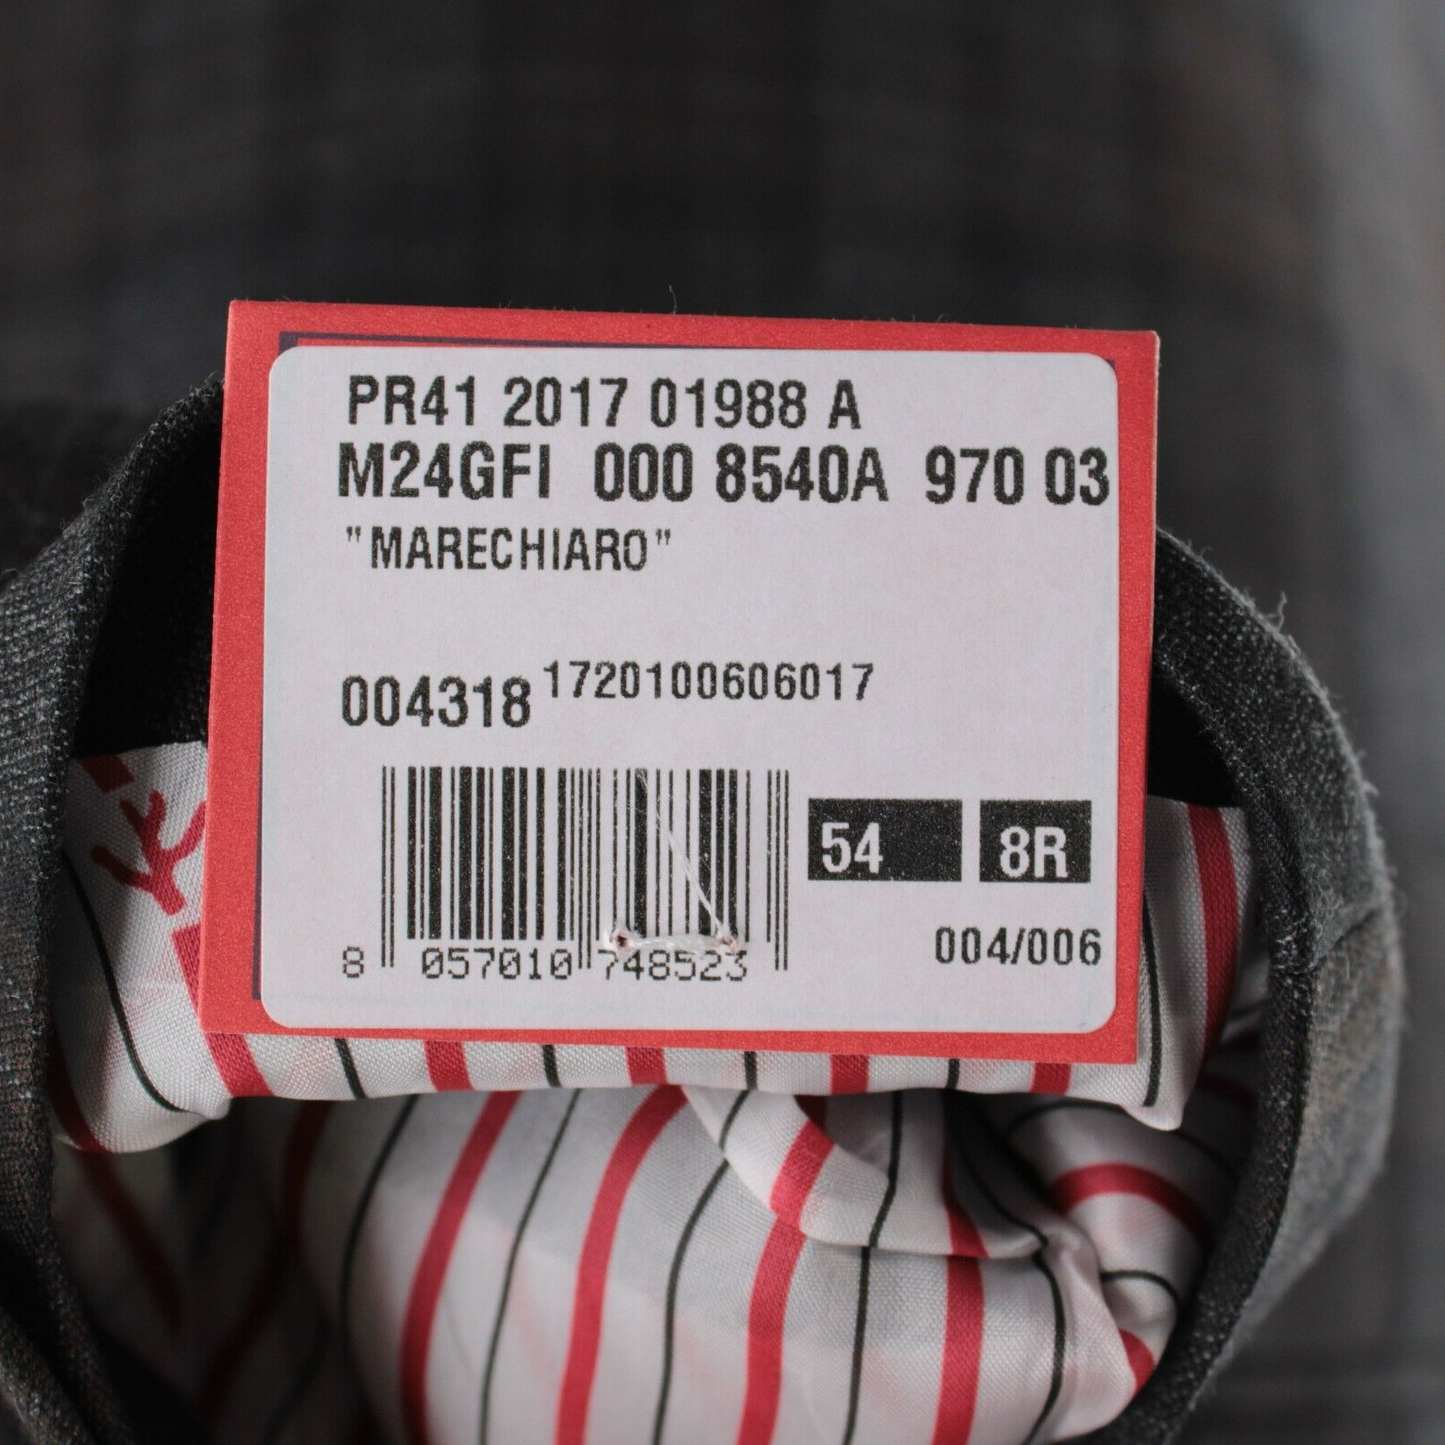 PR41 2017 01988 A
M24GFI 000 8540A 970 03
"MARECHIARO"
004318 1720100606017
54 8R
8 057010 748523
004/006